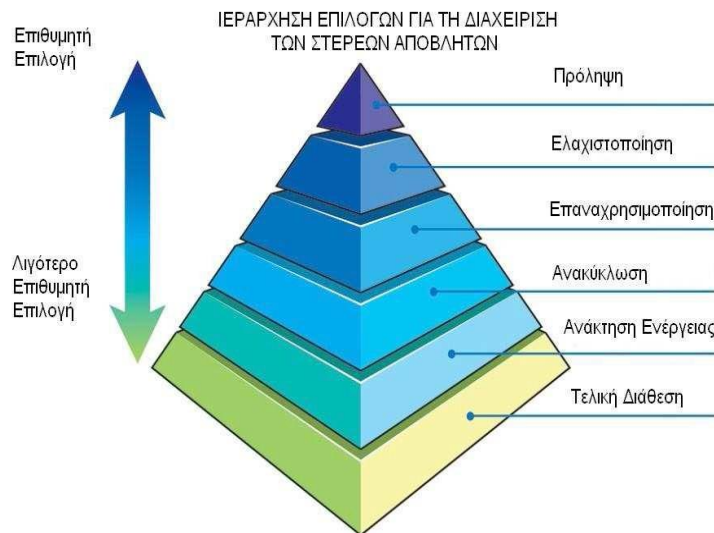 ΙΕΡΑΡΧΗΣΗ ΕΠΙΛΟΓΩΝ ΓΙΑ ΤΗ ΔΙΑΧΕΙΡΙΣΗ
ΤΩΝ ΣΤΕΡΕΩΝ ΑΠΟΒΛΗΤΩΝ
Επιθυμητή
Επιλογή
Πρόληψη
Ελαχιστοποίηση
Επαναχρησιμοποίηση
Λιγότερο
Επιθυμητή
Επιλογή
Ανακύκλωση
Ανάκτηση Ενέργειας
Τελική Διάθεση